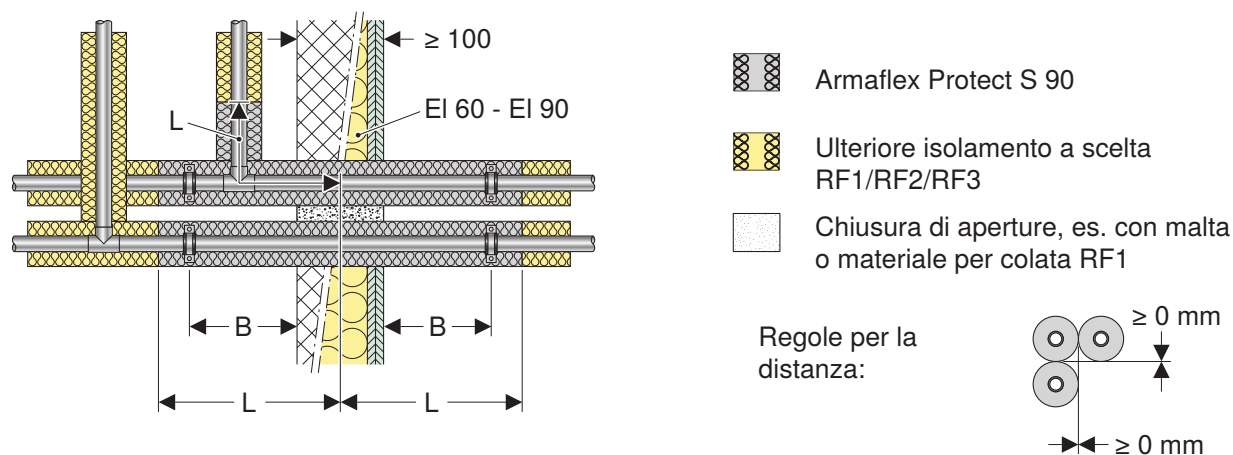 ≥ 100
L
EI 60 - EI 90
B
B
L
L
Armaflex Protect S 90
Ulteriore isolamento a scelta
RF1/RF2/RF3
Chiusura di aperture, es. con malta
o materiale per colata RF1
Regole per la
distanza:
≥ 0 mm
≥ 0 mm